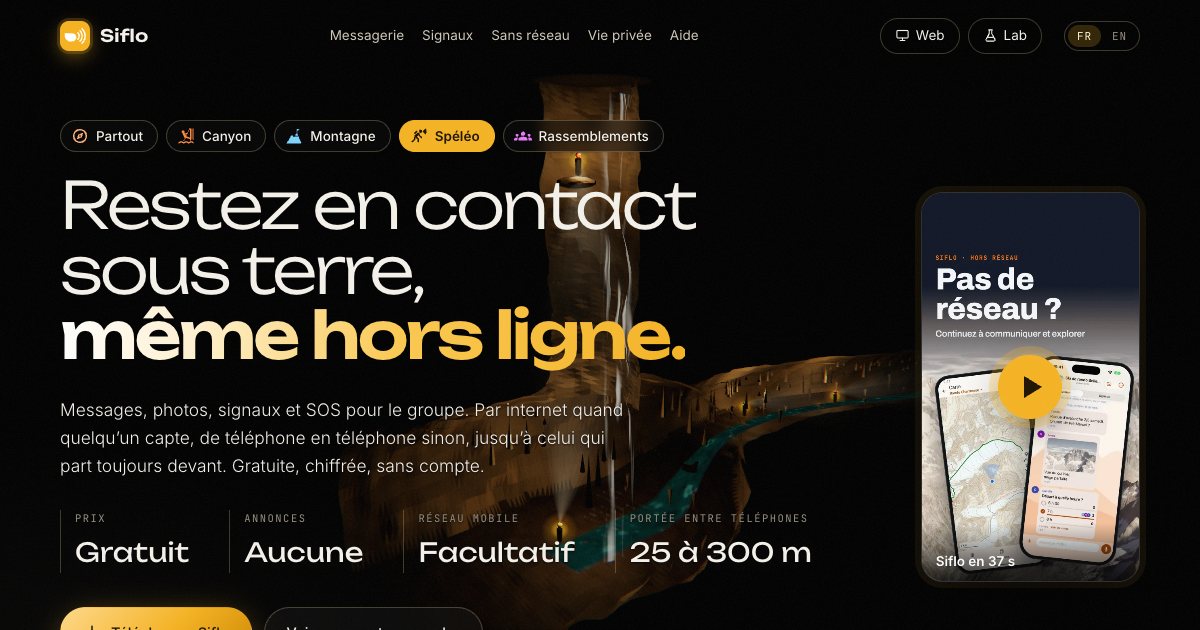 Siflo
Messagerie Signaux Sans réseau Vie privée Aide
Web
Lab
FR EN
Partout
Canyon
Montagne
Spéléo
Rassemblements
Restez en contact
sous terre,
même hors ligne.
Messages, photos, signaux et SOS pour le groupe. Par internet quand
quelqu’un capte, de téléphone en téléphone sinon, jusqu’à celui qui
part toujours devant. Gratuite, chiffrée, sans compte.
PRIX
Gratuit
ANNONCES
Aucune
RÉSEAU MOBILE
Facultatif
PORTÉE ENTRE TÉLÉPHONES
25 à 300 m
SIFLO · HORS RÉSEAU
Pas de
réseau ?
Continuez à communiquer et explorer
Siflo en 37 s